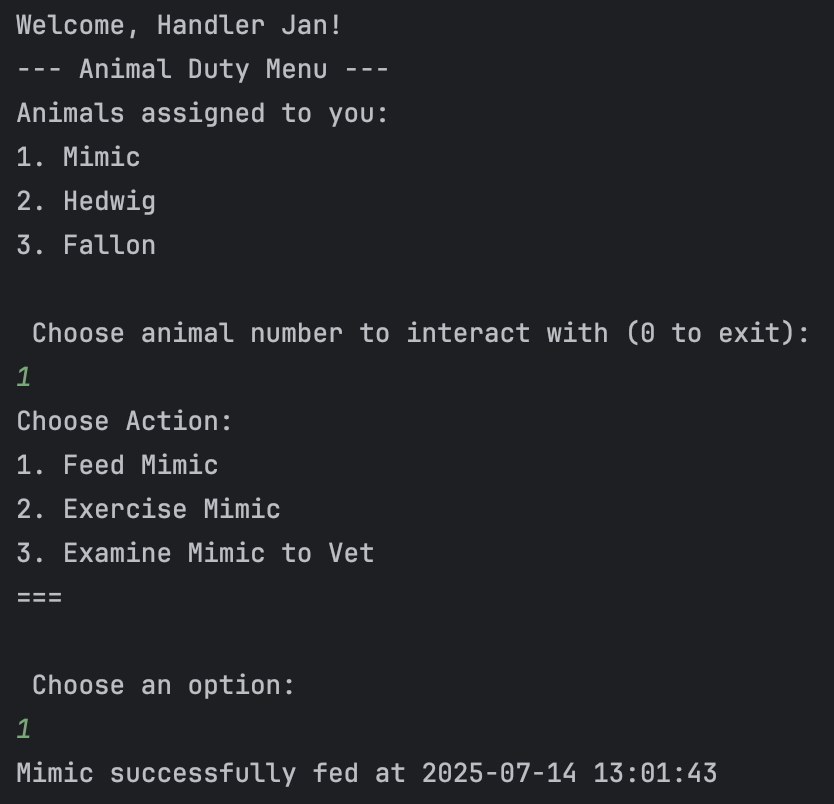 Welcome, Handler Jan!
--- Animal Duty Menu ---
Animals assigned to you:
1. Mimic
2. Hedwig
3. Fallon
Choose animal number to interact with (0 to exit):
1
Choose Action:
1. Feed Mimic
2. Exercise Mimic
3. Examine Mimic to Vet
===
Choose an option:
1
Mimic successfully fed at 2025-07-14 13:01:43